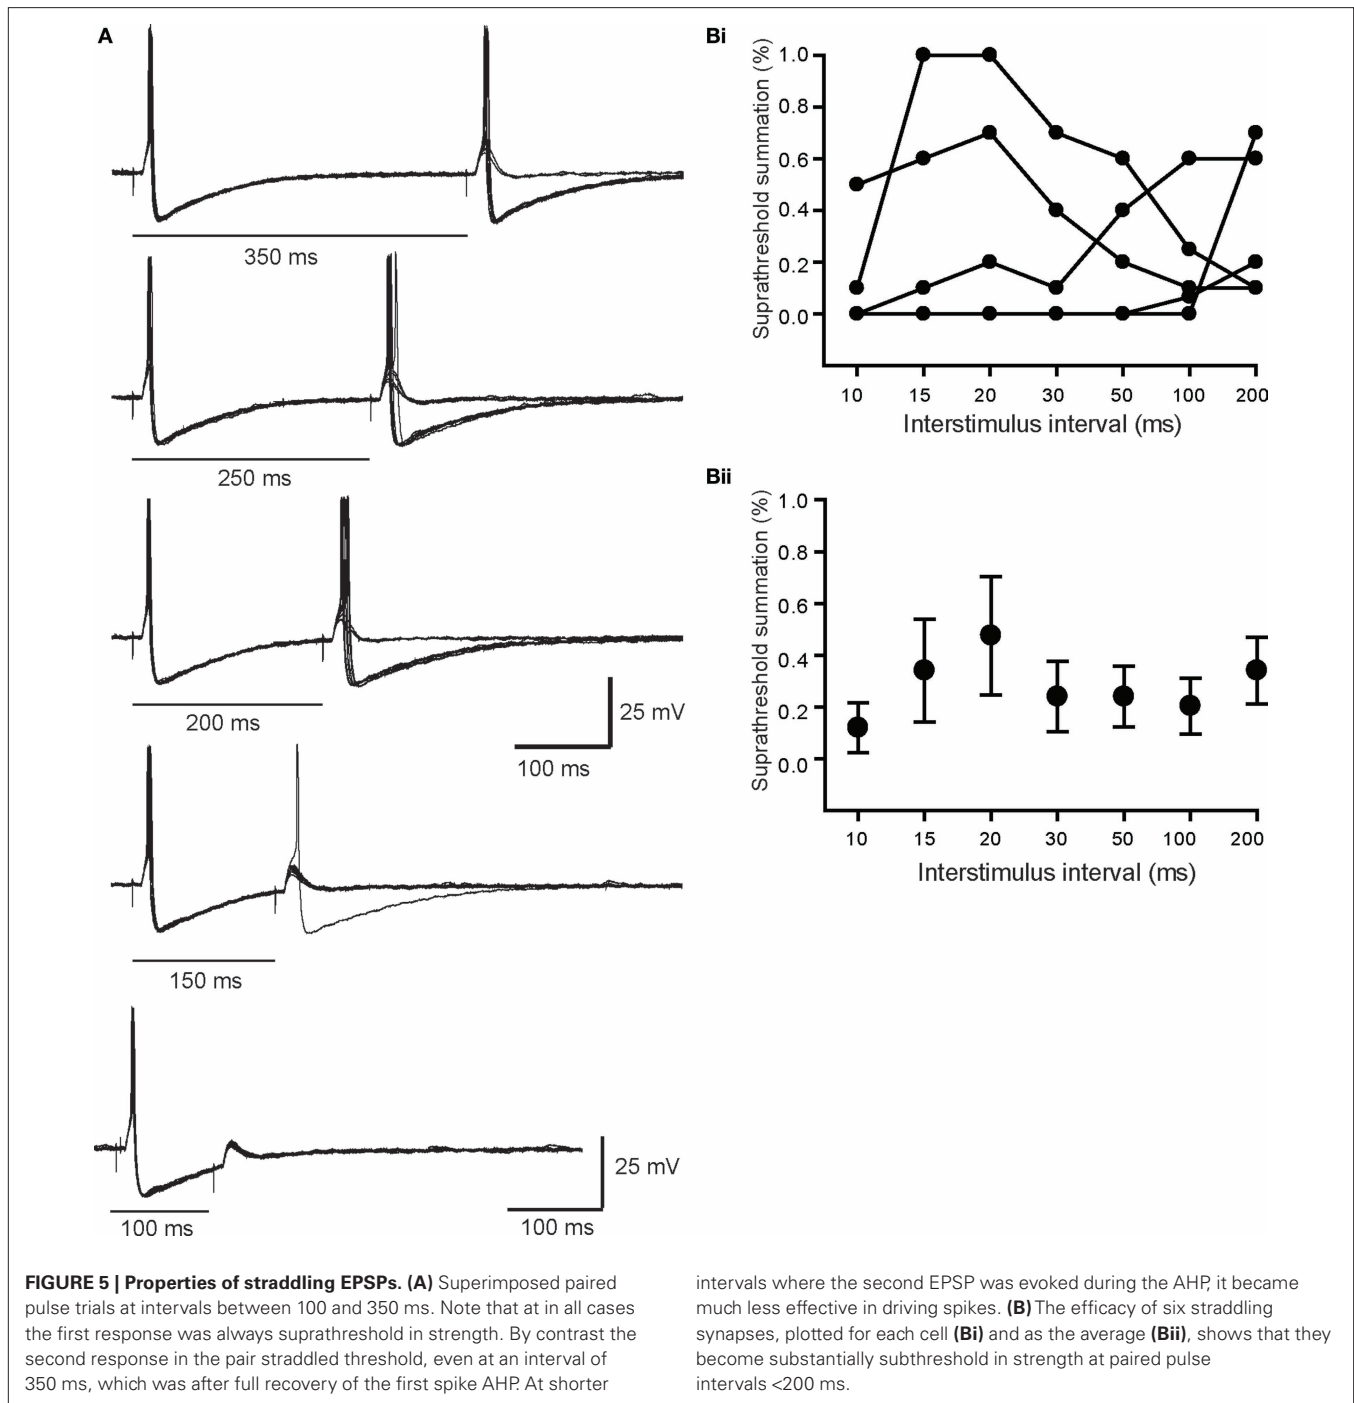 A
350 ms
250 ms
200 ms
25 mV
100 ms
150 ms
100 ms
25 mV
100 ms
Bi
Suprathreshold summation (%)
1.0
0.8
0.6
0.4
0.2
0.0
10 15 20 30 50 100 200
Interstimulus interval (ms)
Bii
Suprathreshold summation (%)
1.0
0.8
0.6
0.4
0.2
0.0
10 15 20 30 50 100 200
Interstimulus interval (ms)
FIGURE 5 | Properties of straddling EPSPs. (A) Superimposed paired
pulse trials at intervals between 100 and 350 ms. Note that at in all cases
the first response was always suprathreshold in strength. By contrast the
second response in the pair straddled threshold, even at an interval of
350 ms, which was after full recovery of the first spike AHP. At shorter
intervals where the second EPSP was evoked during the AHP, it became
much less effective in driving spikes. (B) The efficacy of six straddling
synapses, plotted for each cell (Bi) and as the average (Bii), shows that they
become substantially subthreshold in strength at paired pulse
intervals <200 ms.